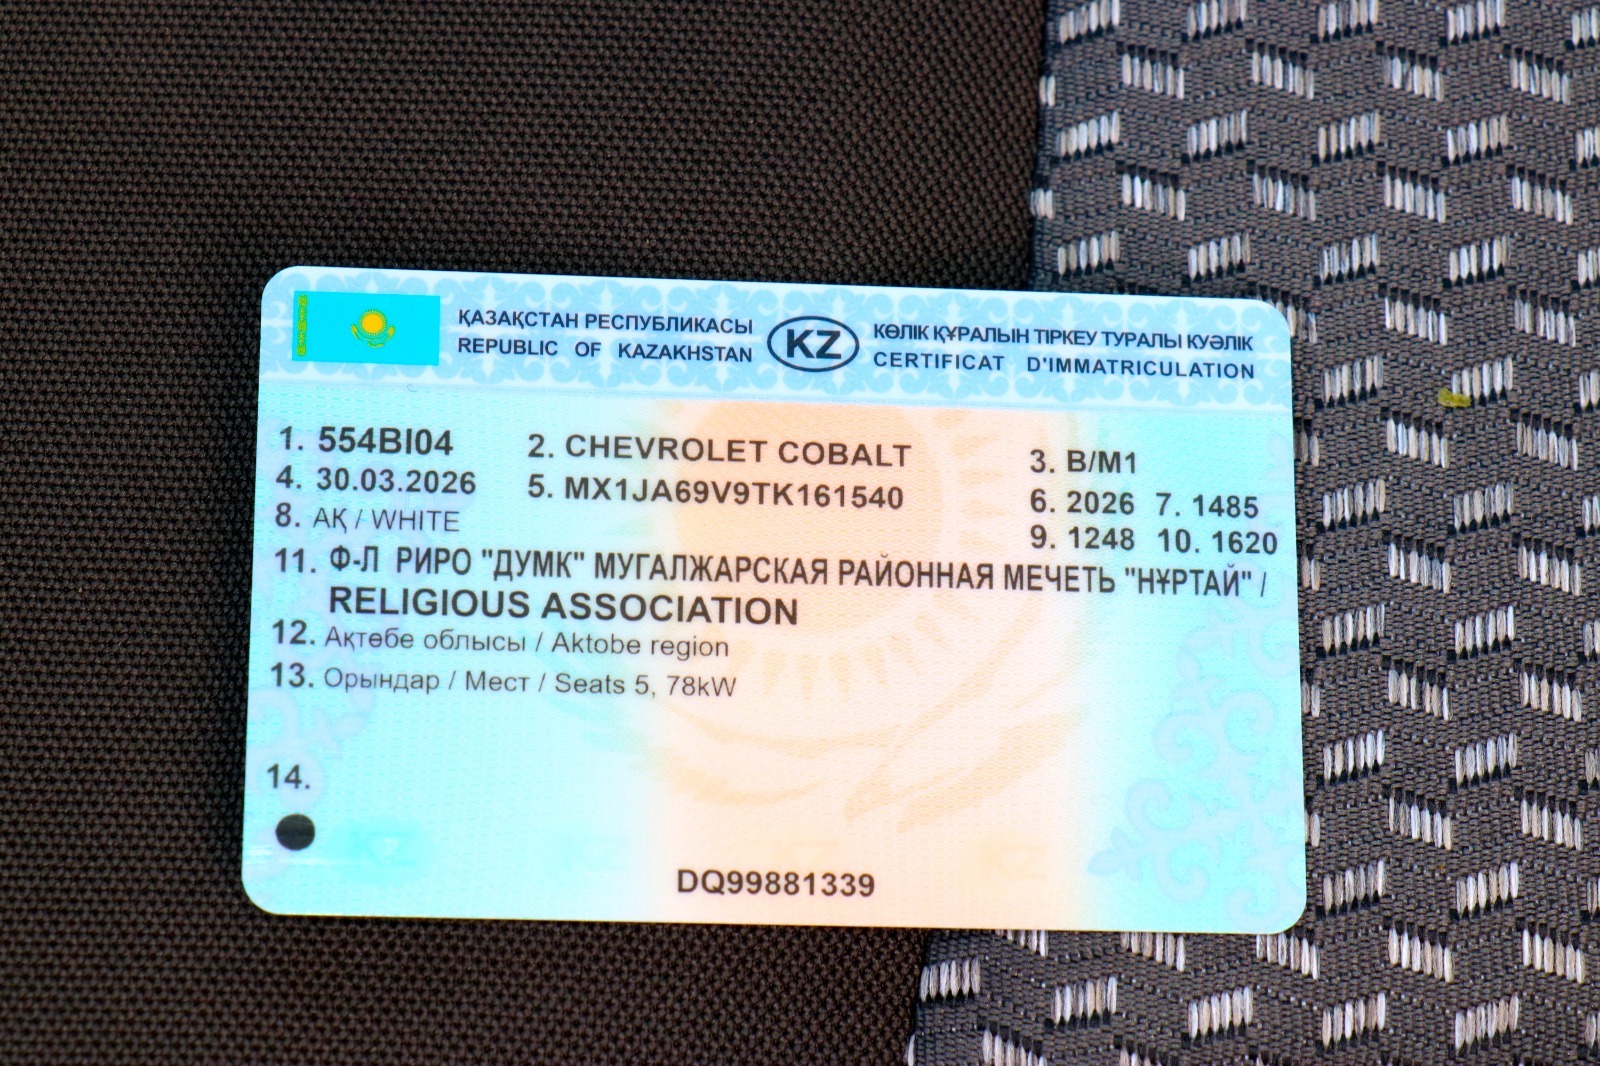 ҚАЗАҚСТАН РЕСПУБЛИКАСЫ
REPUBLIC OF KAZAKHSTAN
KZ
КӨЛІК ҚҰРАЛЫН ТІРКЕУ ТУРАЛЫ КУӘЛІК
CERTIFICAT D'IMMATRICULATION
1. 554BI04 2. CHEVROLET COBALT 3. B/M1
4. 30.03.2026 5. MX1JA69V9TK161540 6. 2026 7. 1485
8. АҚ / WHITE 9. 1248 10. 1620
11. Ф-Л РИРО "ДУМК" МУГАЛЖАРСКАЯ РАЙОННАЯ МЕЧЕТЬ "НҰРТАЙ" /
RELIGIOUS ASSOCIATION
12. Ақтөбе облысы / Aktobe region
13. Орындар / Мест / Seats 5, 78kW
14.
DQ99881339